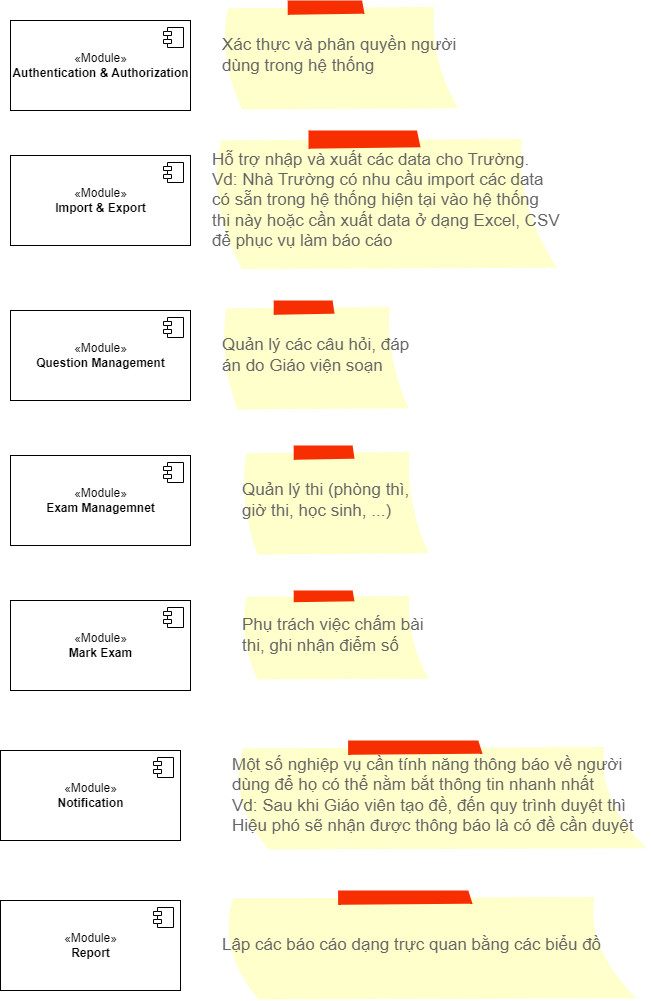 «Module»
Authentication & Authorization
Xác thực và phân quyền người
dùng trong hệ thống
«Module»
Import & Export
Hỗ trợ nhập và xuất các data cho Trường.
Vd: Nhà Trường có nhu cầu import các data
có sẵn trong hệ thống hiện tại vào hệ thống
thi này hoặc cần xuất data ở dạng Excel, CSV
để phục vụ làm báo cáo
«Module»
Question Management
Quản lý các câu hỏi, đáp
án do Giáo viện soạn
«Module»
Exam Managemnet
Quản lý thi (phòng thì,
giờ thi, học sinh, ...)
«Module»
Mark Exam
Phụ trách việc chấm bài
thi, ghi nhận điểm số
«Module»
Notification
Một số nghiệp vụ cần tính năng thông báo về người
dùng để họ có thể nằm bắt thông tin nhanh nhất
Vd: Sau khi Giáo viên tạo đề, đến quy trình duyệt thì
Hiệu phó sẽ nhận được thông báo là có đề cần duyệt
«Module»
Report
Lập các báo cáo dạng trực quan bằng các biểu đồ